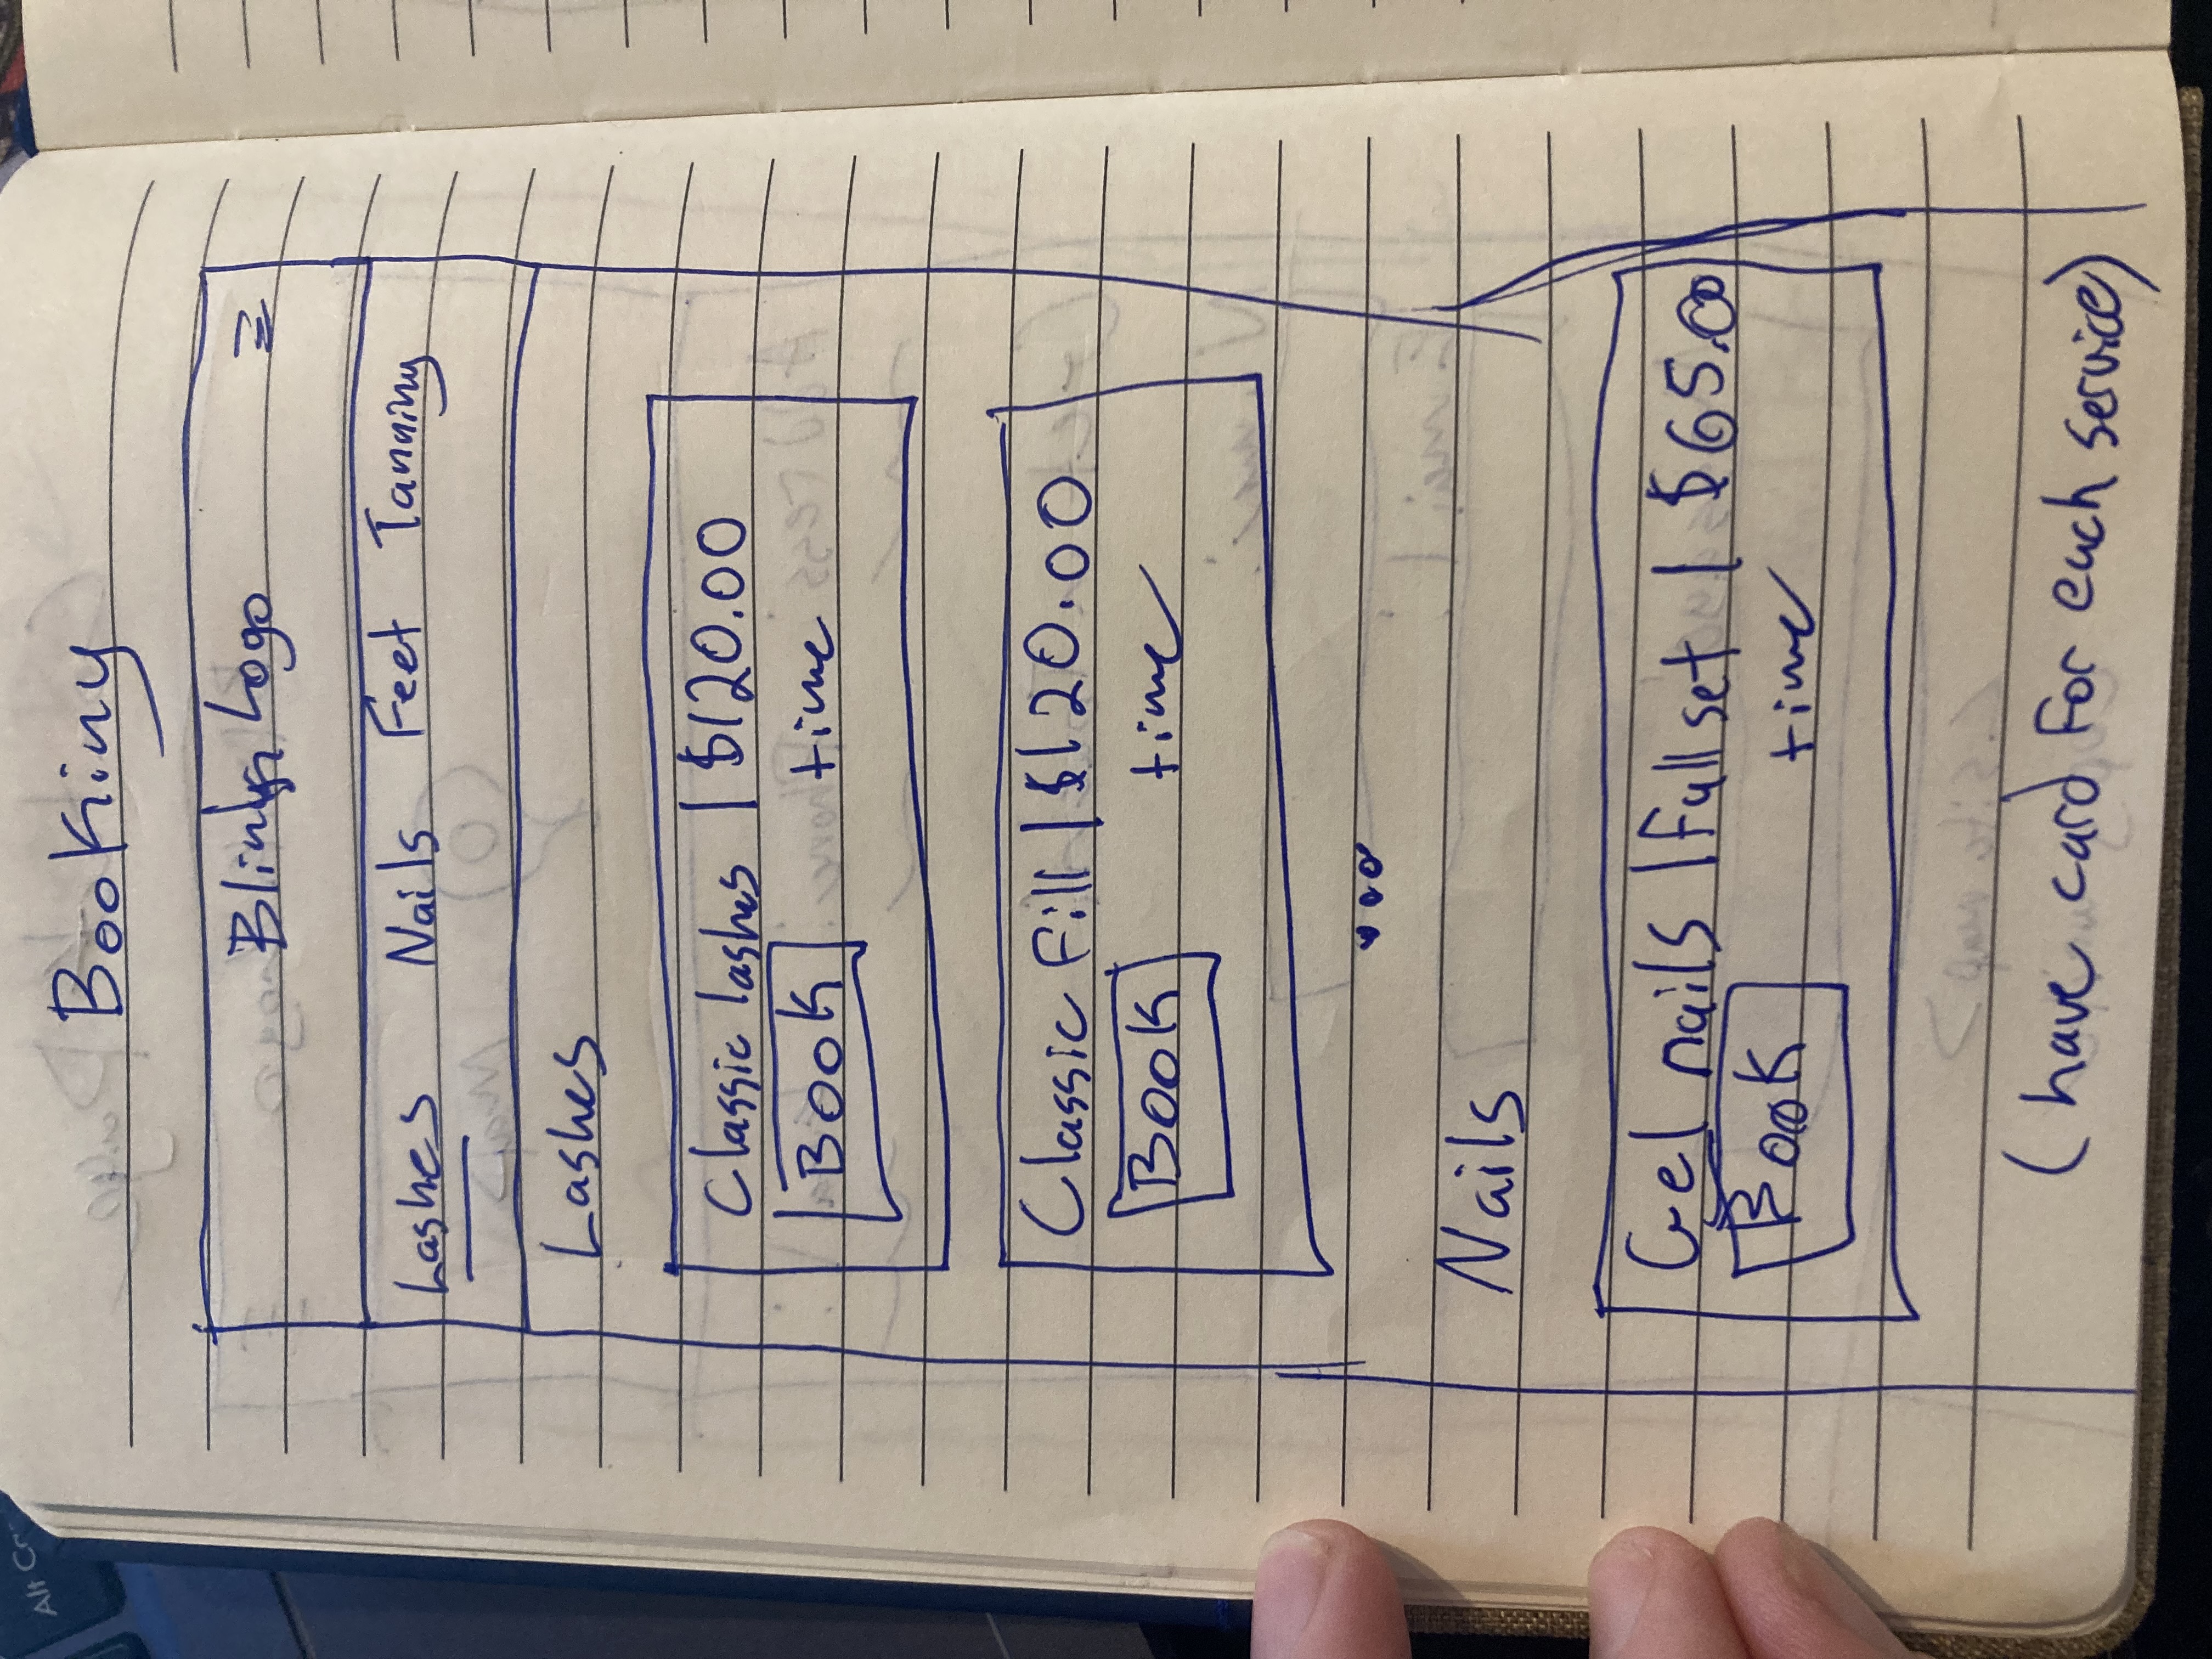 Alt
Booking
Logo
Lashes Nails Feet Tanning
Lashes
Classic lashes | $120.00
Book time
Classic Fill | $120.00
Book time
...
Nails
Gel nails | Full set | $65.00
Book time
(have card for each service)